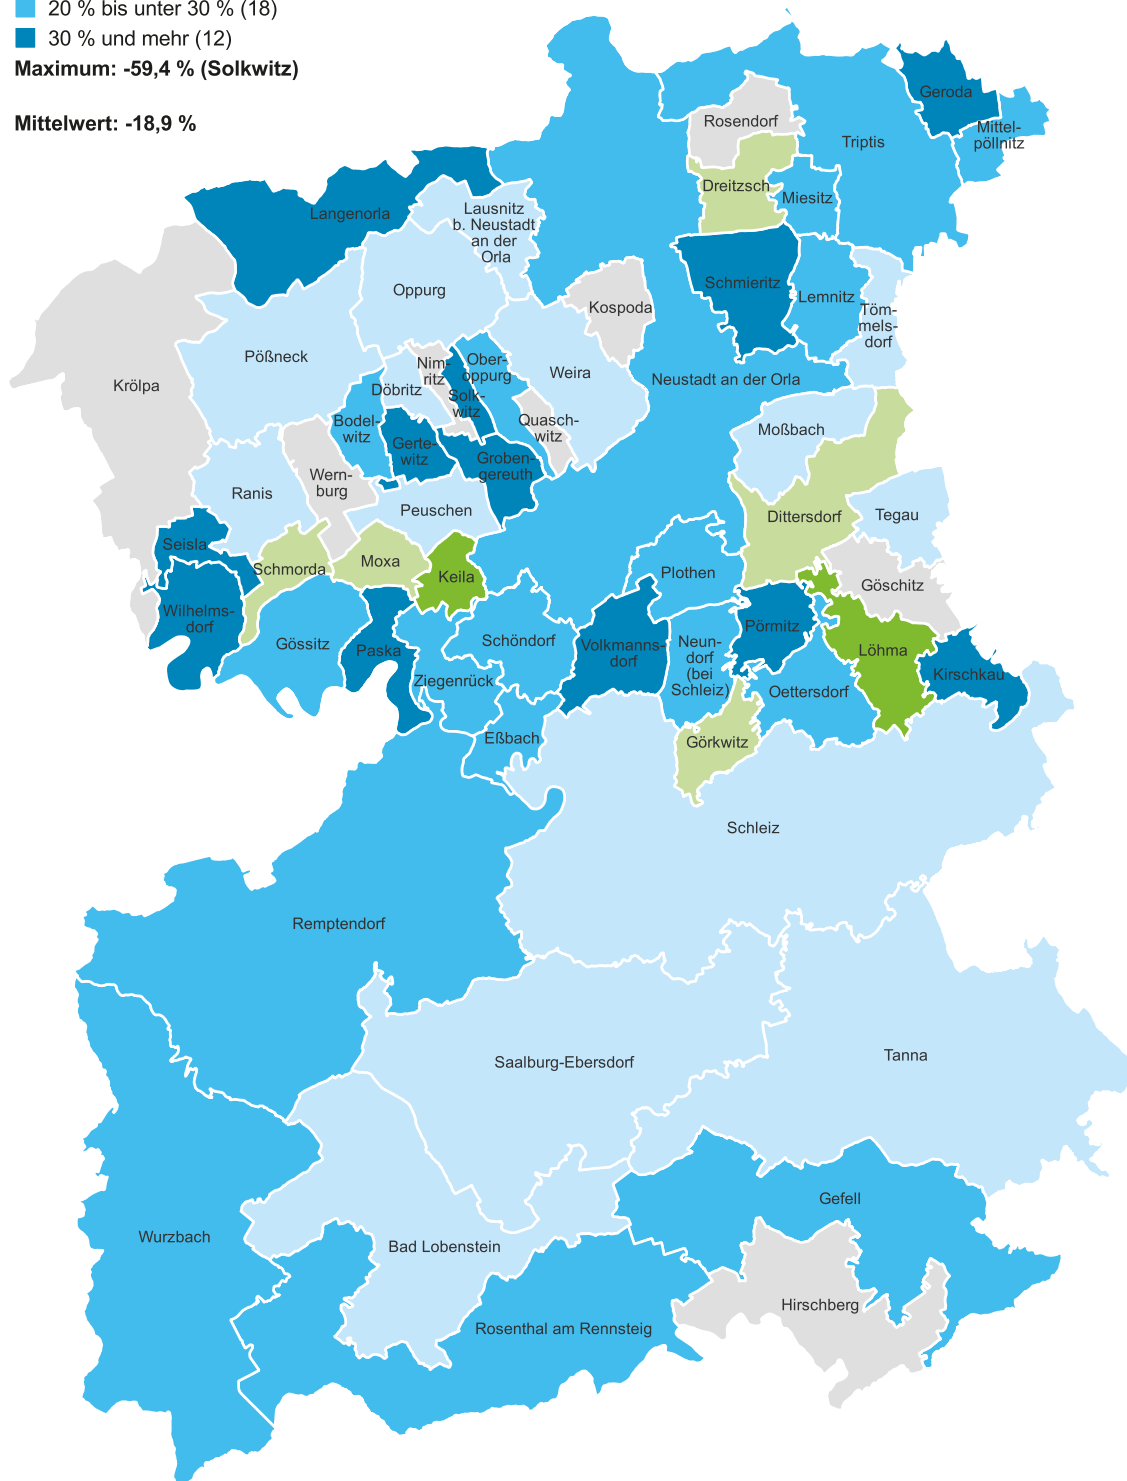 20 % bis unter 30 % (18)
30 % und mehr (12)
Maximum: -59,4 % (Solkwitz)
Mittelwert: -18,9 %
Geroda
Mittel-
pöllnitz
Rosendorf
Triptis
Dreitzsch
Miesitz
Langenorla
Lausnitz
b. Neustadt
an der
Orla
Oppurg
Schmieritz
Lemnitz
Kospoda
Töm-
mels-
dorf
Pößneck
Krölpa
Nim-
ritz
Ober-
oppurg
Döbritz
Solk-
witz
Weira
Neustadt an der Orla
Bodel-
witz
Quasch-
witz
Moßbach
Gerte-
witz
Groben-
gereuth
Wern-
burg
Ranis
Peuschen
Dittersdorf
Tegau
Seisla
Schmorda
Moxa
Keila
Plothen
Göschitz
Wilhelms-
dorf
Gössitz
Paska
Schöndorf
Volkmanns-
dorf
Neun-
dorf
(bei
Schleiz)
Pörmitz
Löhma
Kirschkau
Ziegenrück
Oettersdorf
Eßbach
Görkwitz
Schleiz
Remptendorf
Saalburg-Ebersdorf
Tanna
Gefell
Wurzbach
Bad Lobenstein
Hirschberg
Rosenthal am Rennsteig